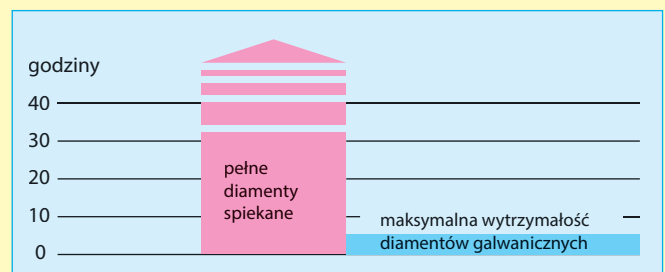 godziny
40
30
20
10
0
pełne
diamenty
spiekane
maksymalna wytrzymałość
diamentów galwanicznych